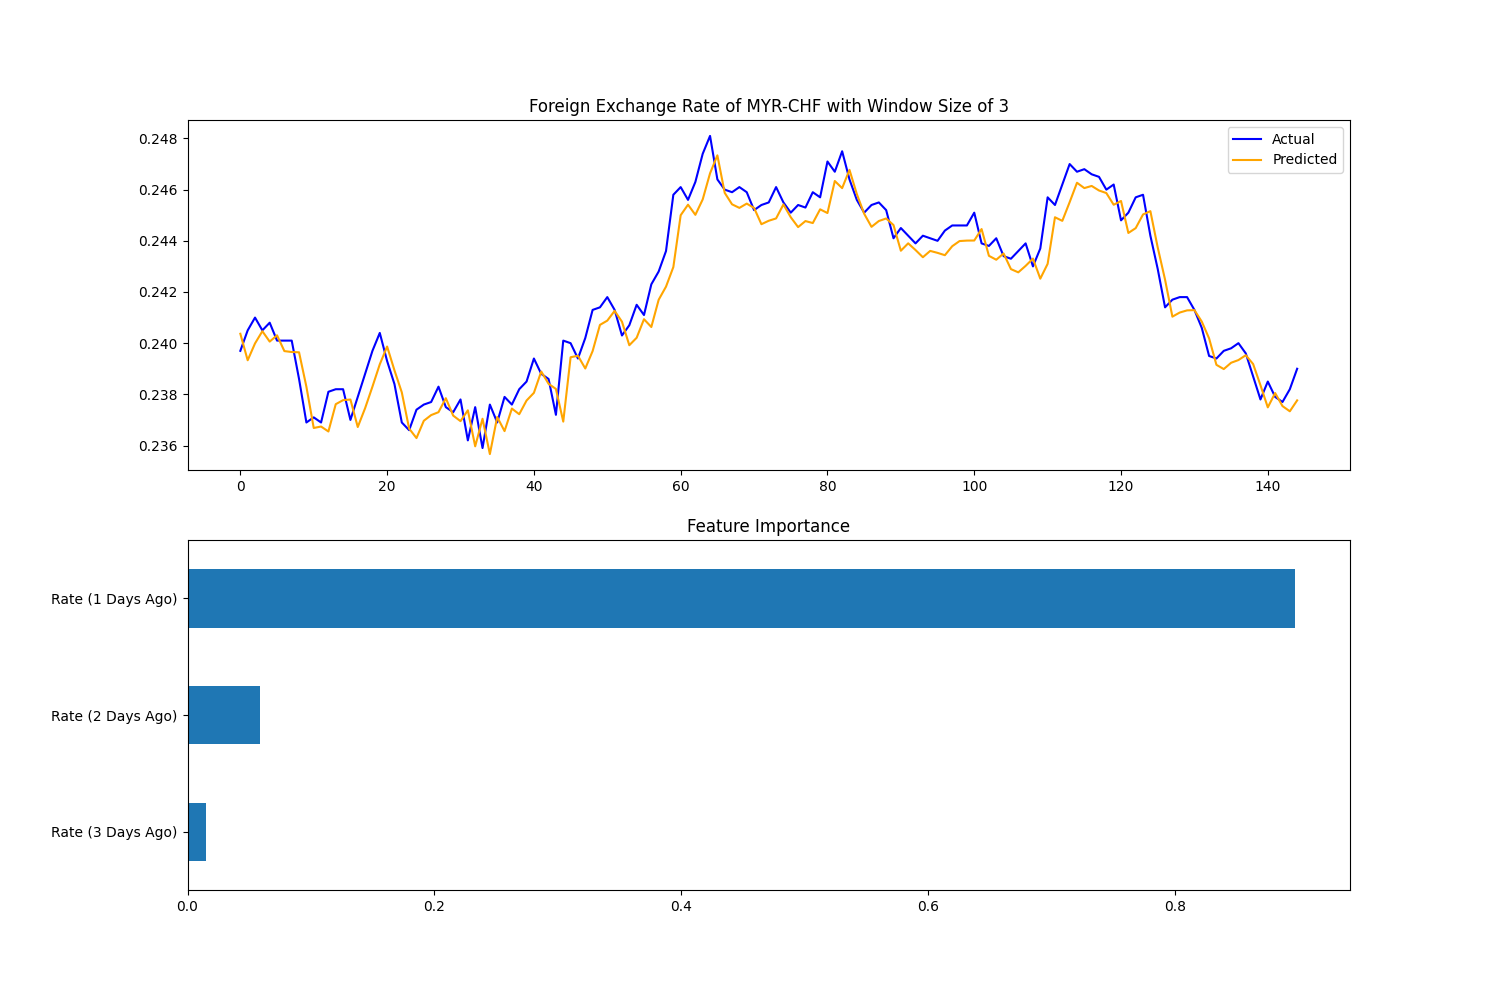 Foreign Exchange Rate of MYR-CHF with Window Size of 3
Actual
Predicted
0.248
0.246
0.244
0.242
0.240
0.238
0.236
0 20 40 60 80 100 120 140
Feature Importance
Rate (1 Days Ago)
Rate (2 Days Ago)
Rate (3 Days Ago)
0.0 0.2 0.4 0.6 0.8